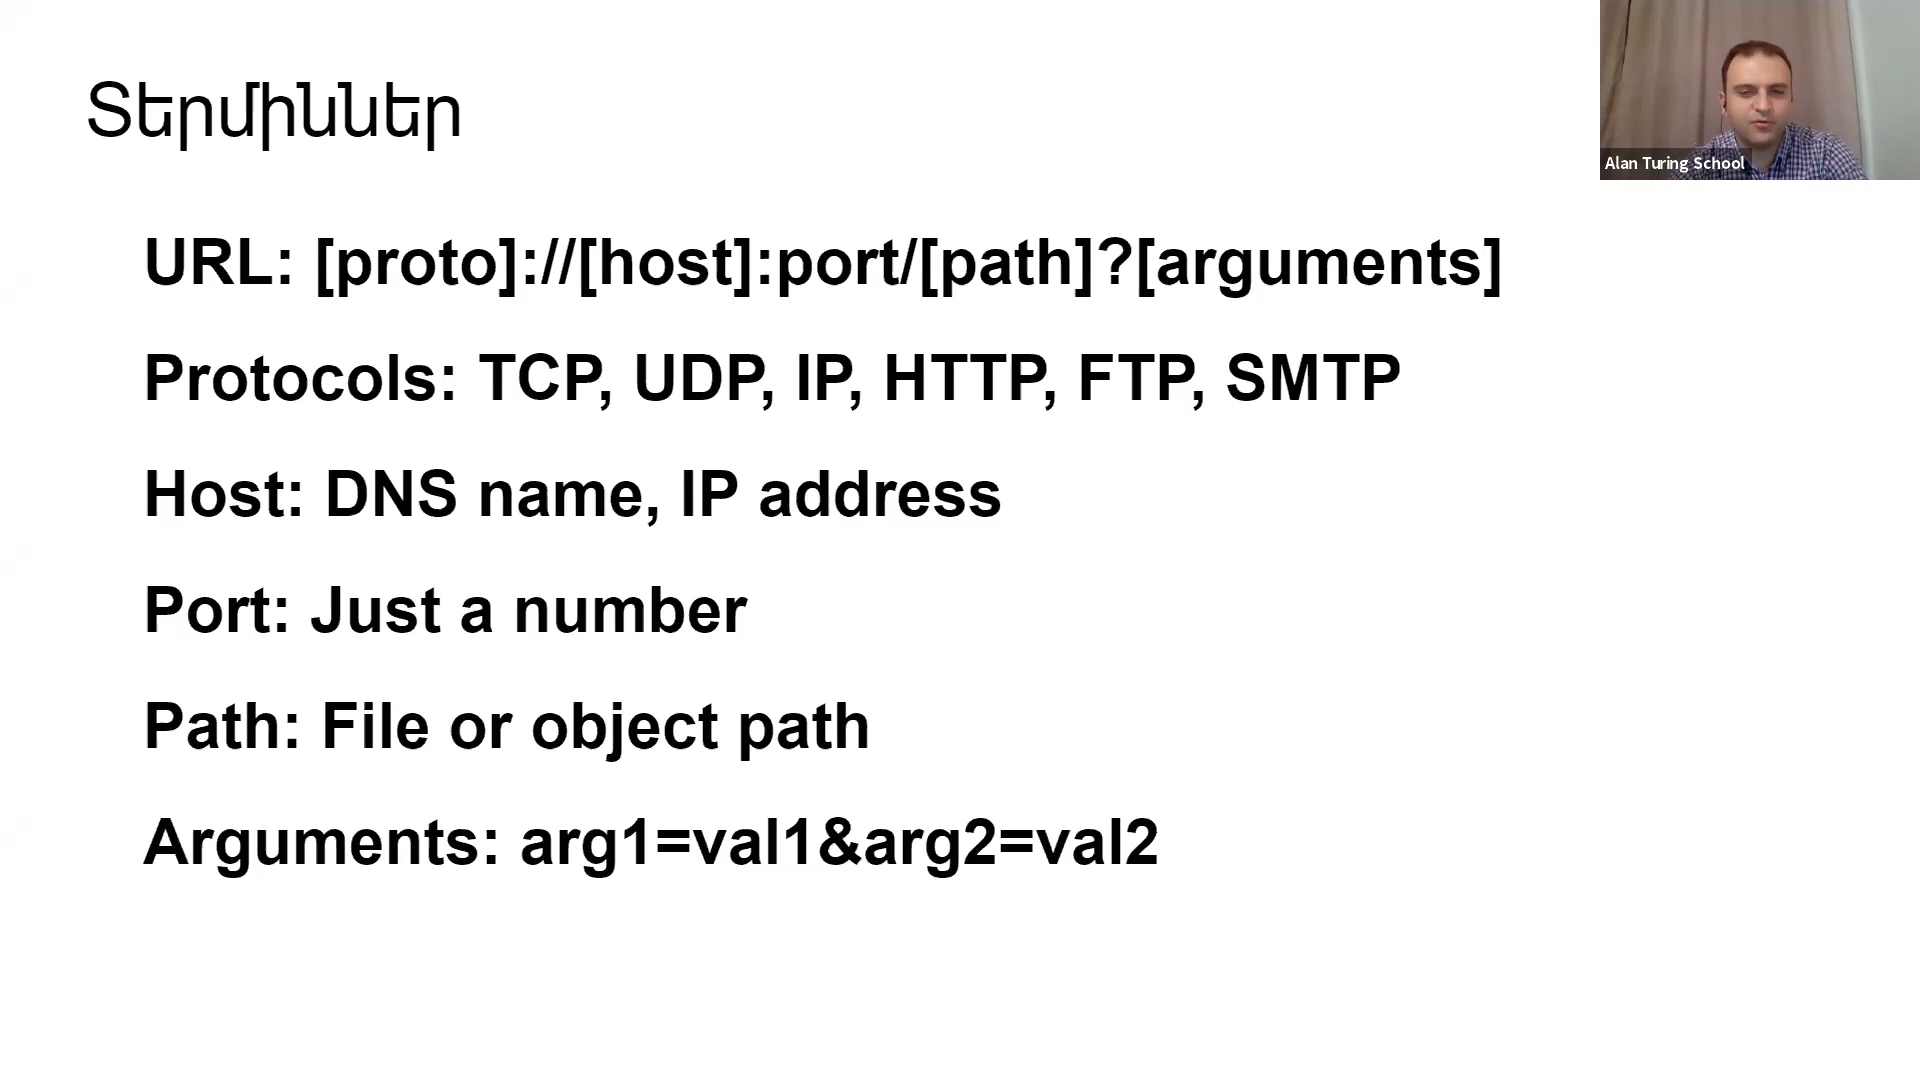 Տերմիններ
Alan Turing School
URL: [proto]://[host]:port/[path]?[arguments]
Protocols: TCP, UDP, IP, HTTP, FTP, SMTP
Host: DNS name, IP address
Port: Just a number
Path: File or object path
Arguments: arg1=val1&arg2=val2